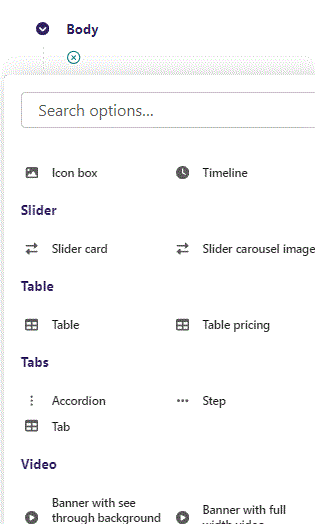 Body
Search options...
Icon box
Timeline
Slider
Slider card
Slider carousel image
Table
Table
Table pricing
Tabs
Accordion
Step
Tab
Video
Banner with see
through background
Banner with full
width video